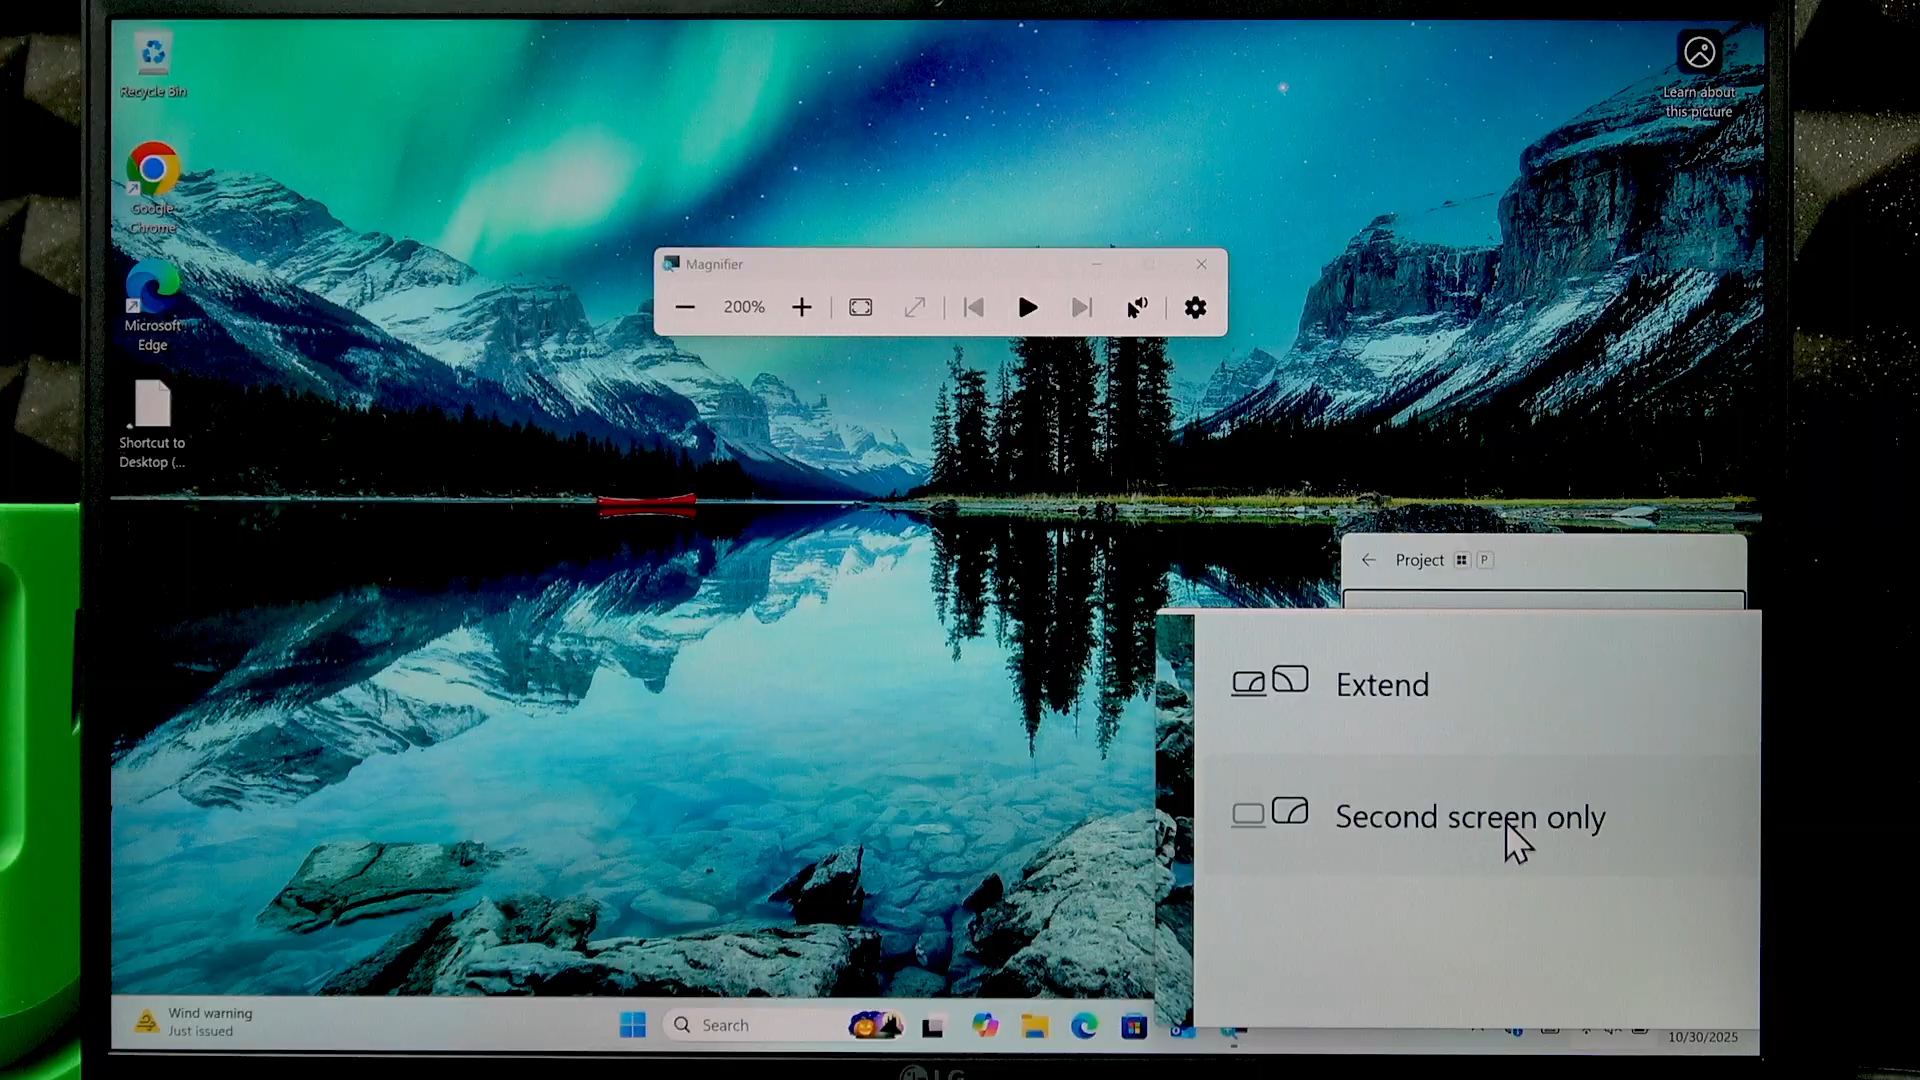 Recycle Bin
Google
Chrome
Microsoft
Edge
Shortcut to
Desktop (...
Learn about
this picture
Magnifier
200%
Project P
Extend
Second screen only
Wind warning
Just issued
Search
10/30/2025
LG